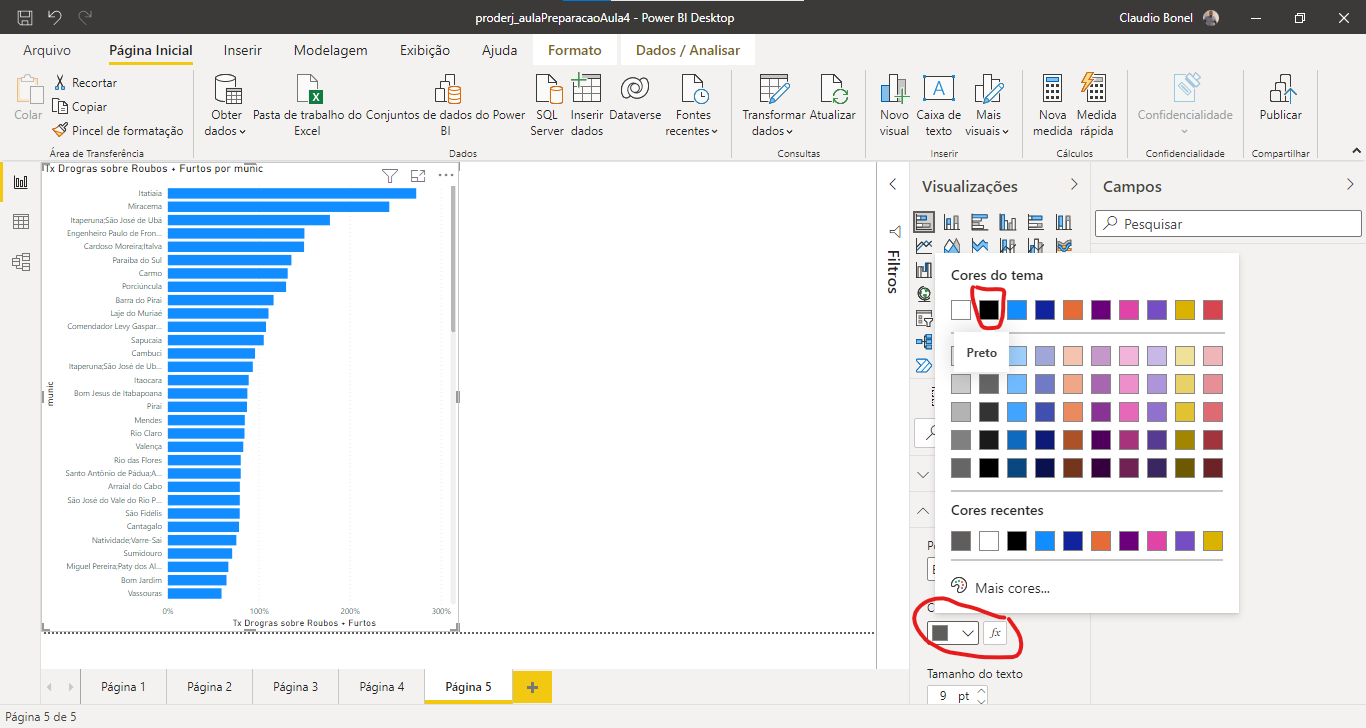 proderj_aulaPreparacaoAula4 - Power BI Desktop
Claudio Bonel
Arquivo
Página Inicial
Inserir
Modelagem
Exibição
Ajuda
Formato
Dados / Analisar
Colar
Recortar
Copiar
Pincel de formatação
Área de Transferência
Obter dados
Pasta de trabalho do Excel
Conjuntos de dados do Power BI
SQL Server
Inserir dados
Dataverse
Fontes recentes
Dados
Transformar dados
Atualizar
Consultas
Novo visual
Caixa de texto
Mais visuais
Inserir
Nova medida
Medida rápida
Cálculos
Confidencialidade
Confidencialidade
Publicar
Compartilhar
Tx Drogras sobre Roubos + Furtos por munic
munic
Itatiaia
Miracema
Itaperuna;São José de Ubá
Engenheiro Paulo de Fron...
Cardoso Moreira;Italva
Paraíba do Sul
Carmo
Porciúncula
Barra do Piraí
Laje do Muriaé
Comendador Levy Gaspar...
Sapucaia
Cambuci
Itaperuna;São José de Ub...
Itaocara
Bom Jesus de Itabapoana
Piraí
Mendes
Rio Claro
Valença
Rio das Flores
Santo Antônio de Pádua;A...
Arraial do Cabo
São José do Vale do Rio P...
São Fidélis
Cantagalo
Natividade;Varre-Sai
Sumidouro
Miguel Pereira;Paty dos Al...
Bom Jardim
Vassouras
0% 100% 200% 300%
Tx Drogras sobre Roubos + Furtos
Filtros
Visualizações
Campos
Pesquisar
Cores do tema
Preto
Cores recentes
Mais cores...
fx
Tamanho do texto
9 pt
Página 1
Página 2
Página 3
Página 4
Página 5
Página 5 de 5